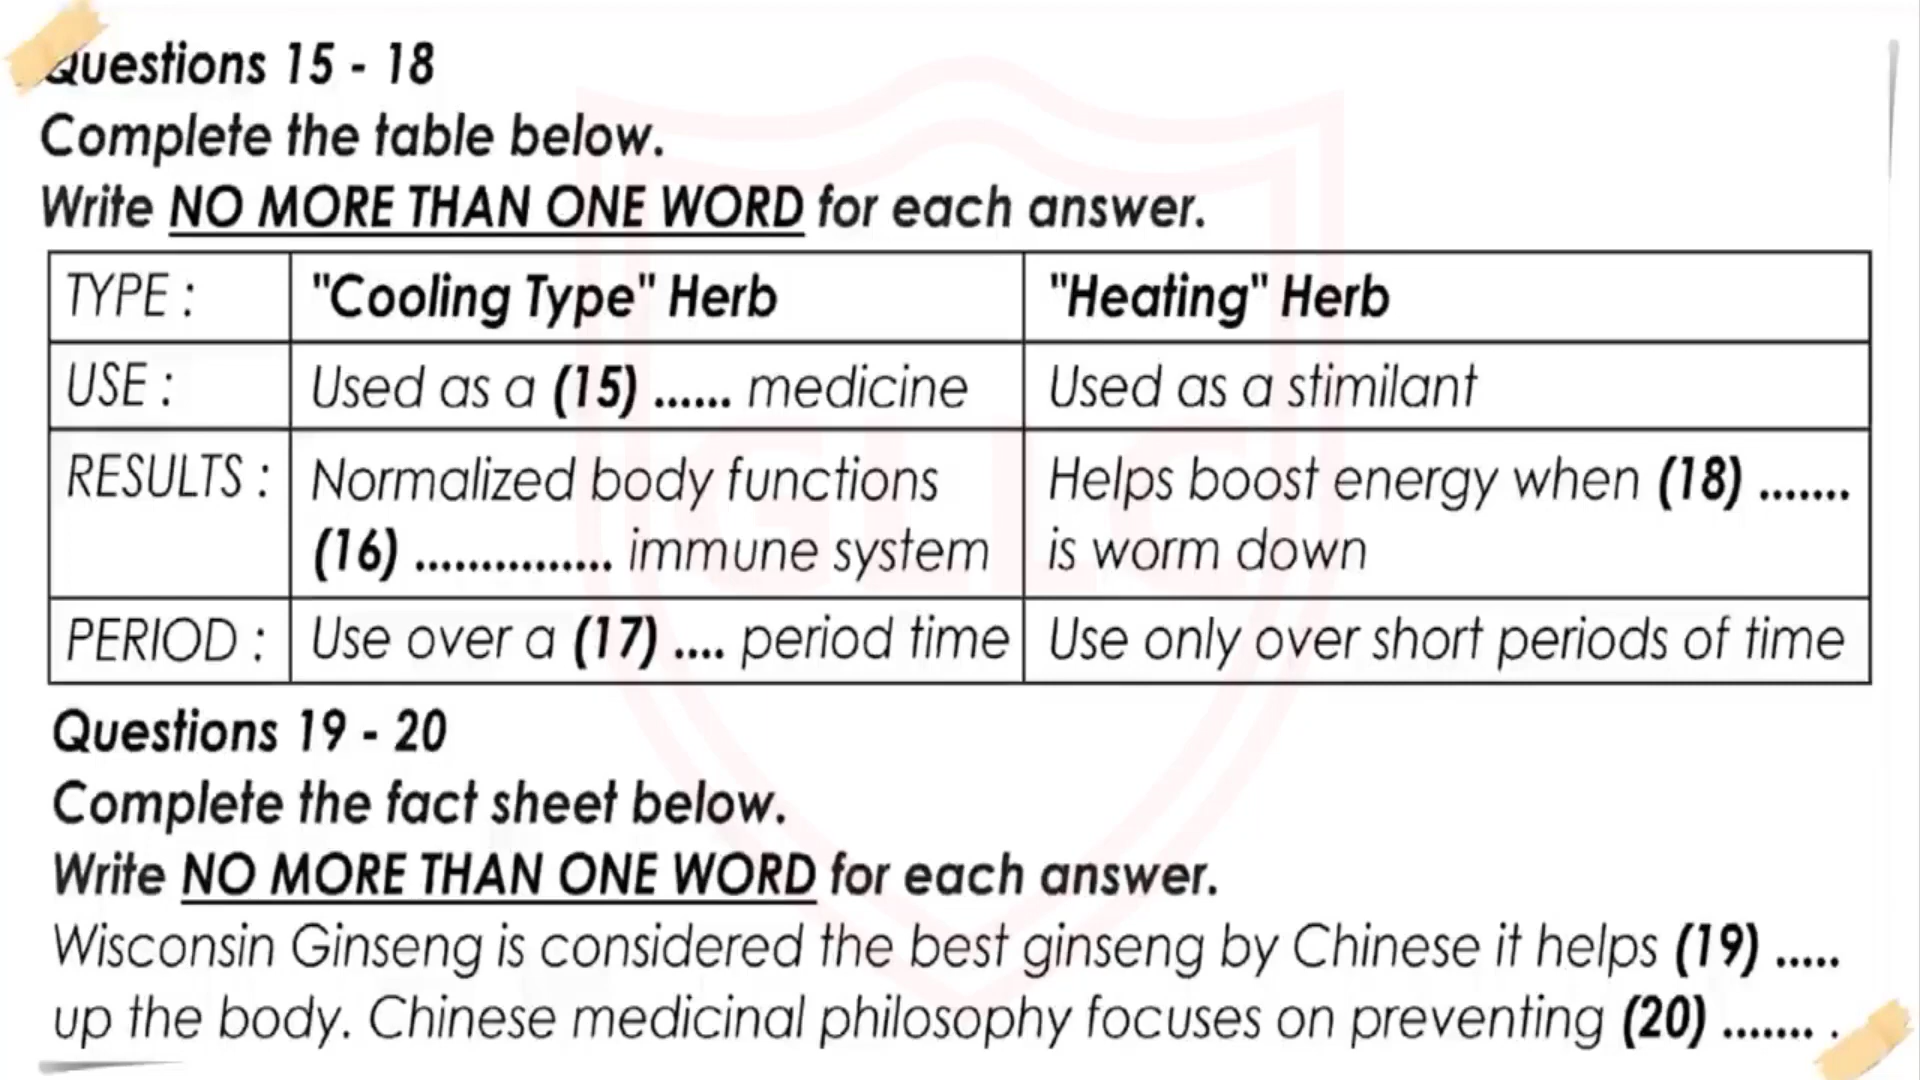 Questions 15 - 18
Complete the table below.
Write NO MORE THAN ONE WORD for each answer.
TYPE : "Cooling Type" Herb "Heating" Herb
USE : Used as a (15) ...... medicine Used as a stimilant
RESULTS : Normalized body functions Helps boost energy when (18) .......
(16) ............... immune system is worm down
PERIOD : Use over a (17) .... period time Use only over short periods of time
Questions 19 - 20
Complete the fact sheet below.
Write NO MORE THAN ONE WORD for each answer.
Wisconsin Ginseng is considered the best ginseng by Chinese it helps (19) .....
up the body. Chinese medicinal philosophy focuses on preventing (20) ....... .